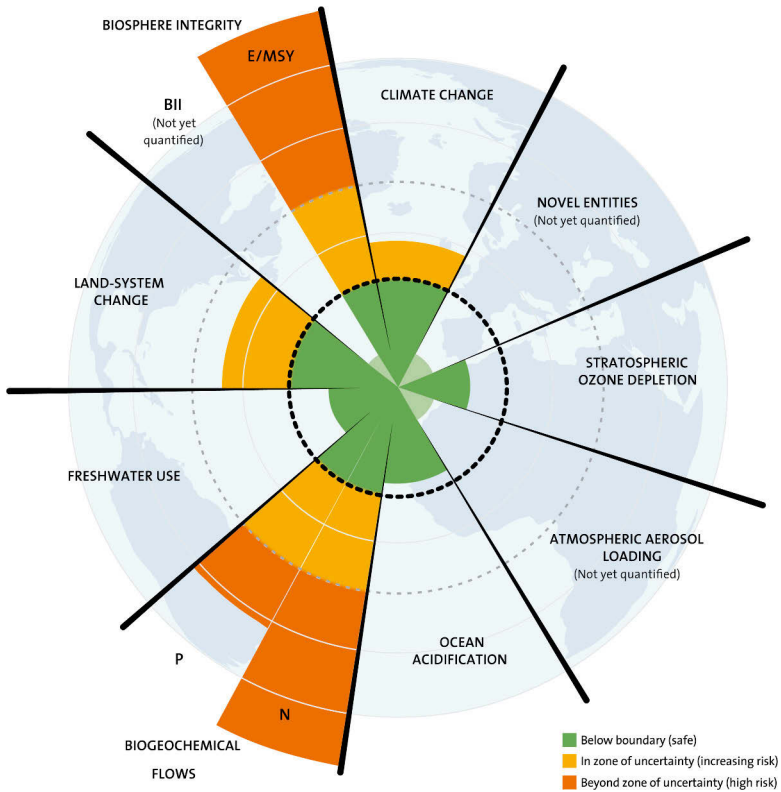 BIOSPHERE INTEGRITY
E/MSY
BII
(Not yet
quantified)
CLIMATE CHANGE
NOVEL ENTITIES
(Not yet quantified)
LAND-SYSTEM
CHANGE
STRATOSPHERIC
OZONE DEPLETION
FRESHWATER USE
ATMOSPHERIC AEROSOL
LOADING
(Not yet quantified)
OCEAN
ACIDIFICATION
P
N
BIOGEOCHEMICAL
FLOWS
Below boundary (safe)
In zone of uncertainty (increasing risk)
Beyond zone of uncertainty (high risk)